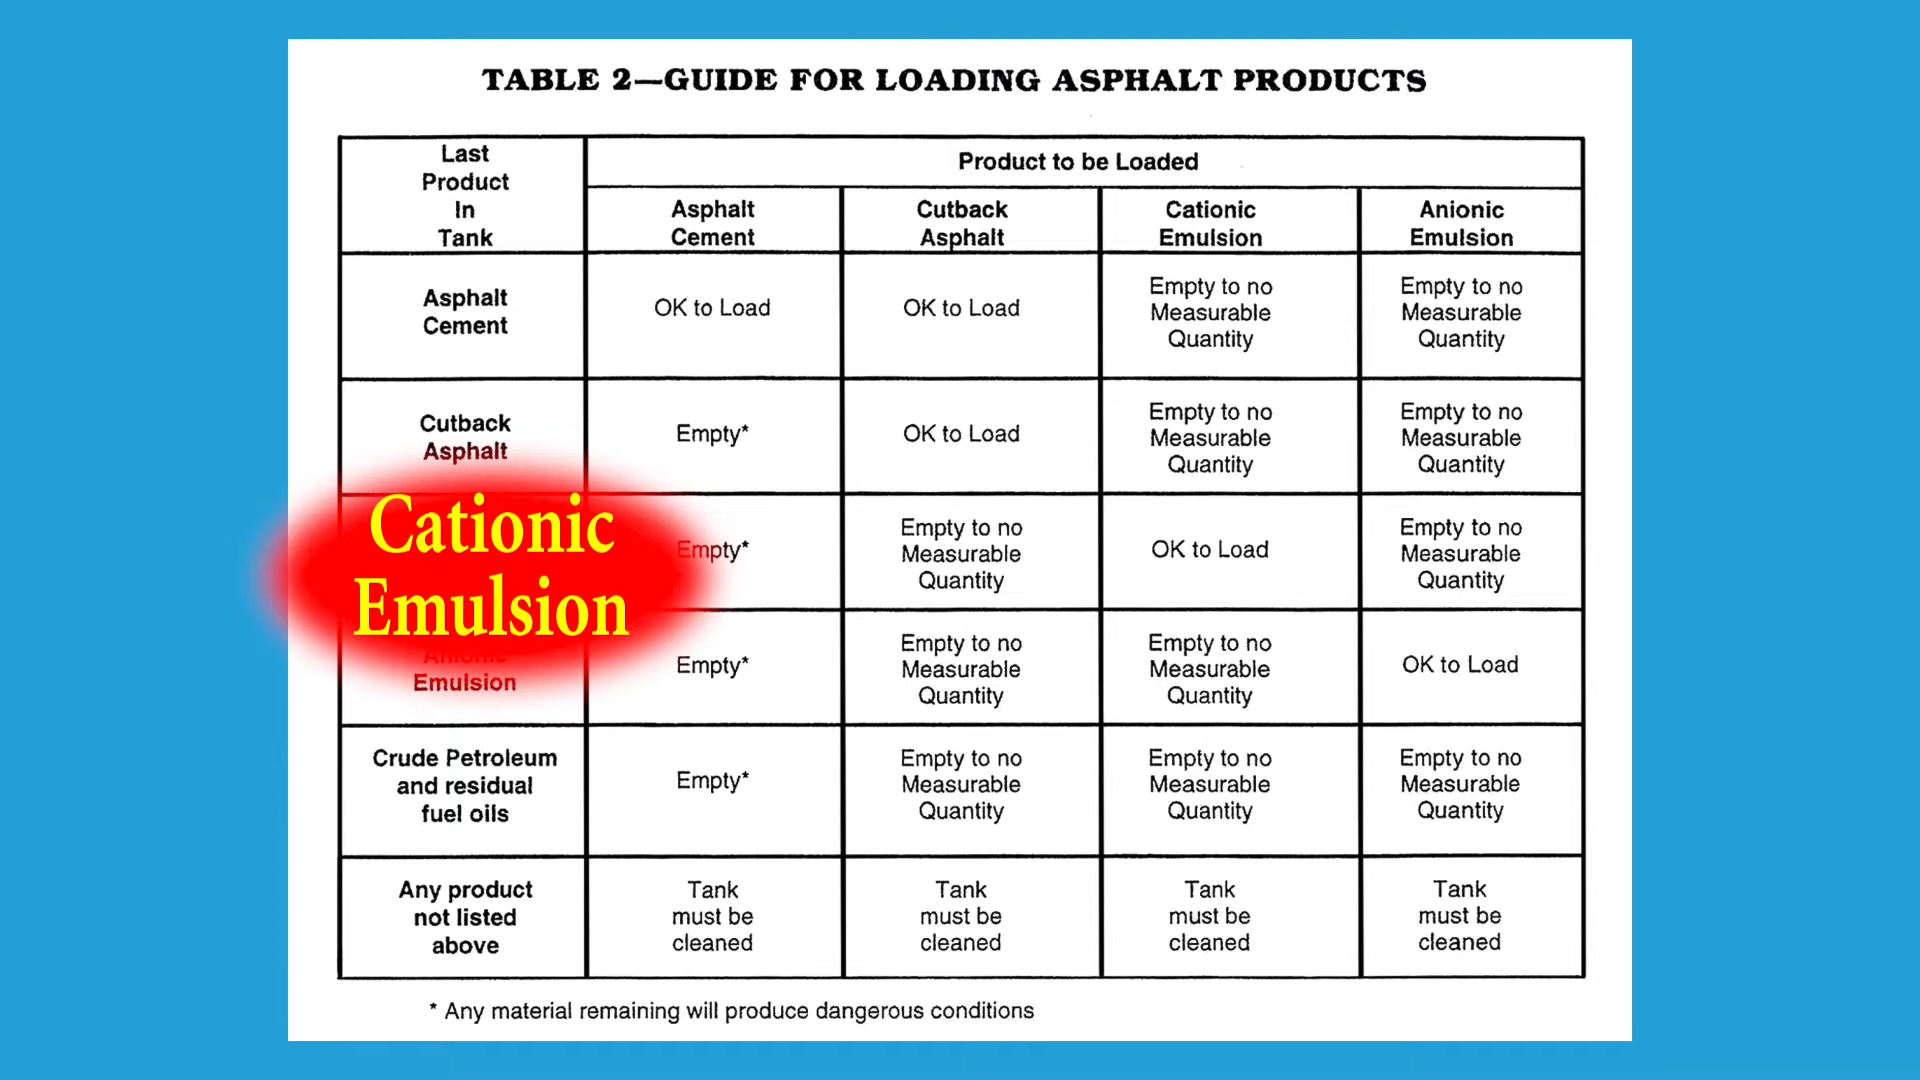 TABLE 2—GUIDE FOR LOADING ASPHALT PRODUCTS
Last
Product
In
Tank
Product to be Loaded
Asphalt
Cement
Cutback
Asphalt
Cationic
Emulsion
Anionic
Emulsion
Asphalt
Cement
OK to Load
OK to Load
Empty to no
Measurable
Quantity
Empty to no
Measurable
Quantity
Cutback
Asphalt
Empty*
OK to Load
Empty to no
Measurable
Quantity
Empty to no
Measurable
Quantity
Cationic
Emulsion
Empty*
Empty to no
Measurable
Quantity
OK to Load
Empty to no
Measurable
Quantity
Anionic
Emulsion
Empty*
Empty to no
Measurable
Quantity
Empty to no
Measurable
Quantity
OK to Load
Crude Petroleum
and residual
fuel oils
Empty*
Empty to no
Measurable
Quantity
Empty to no
Measurable
Quantity
Empty to no
Measurable
Quantity
Any product
not listed
above
Tank
must be
cleaned
Tank
must be
cleaned
Tank
must be
cleaned
Tank
must be
cleaned
* Any material remaining will produce dangerous conditions